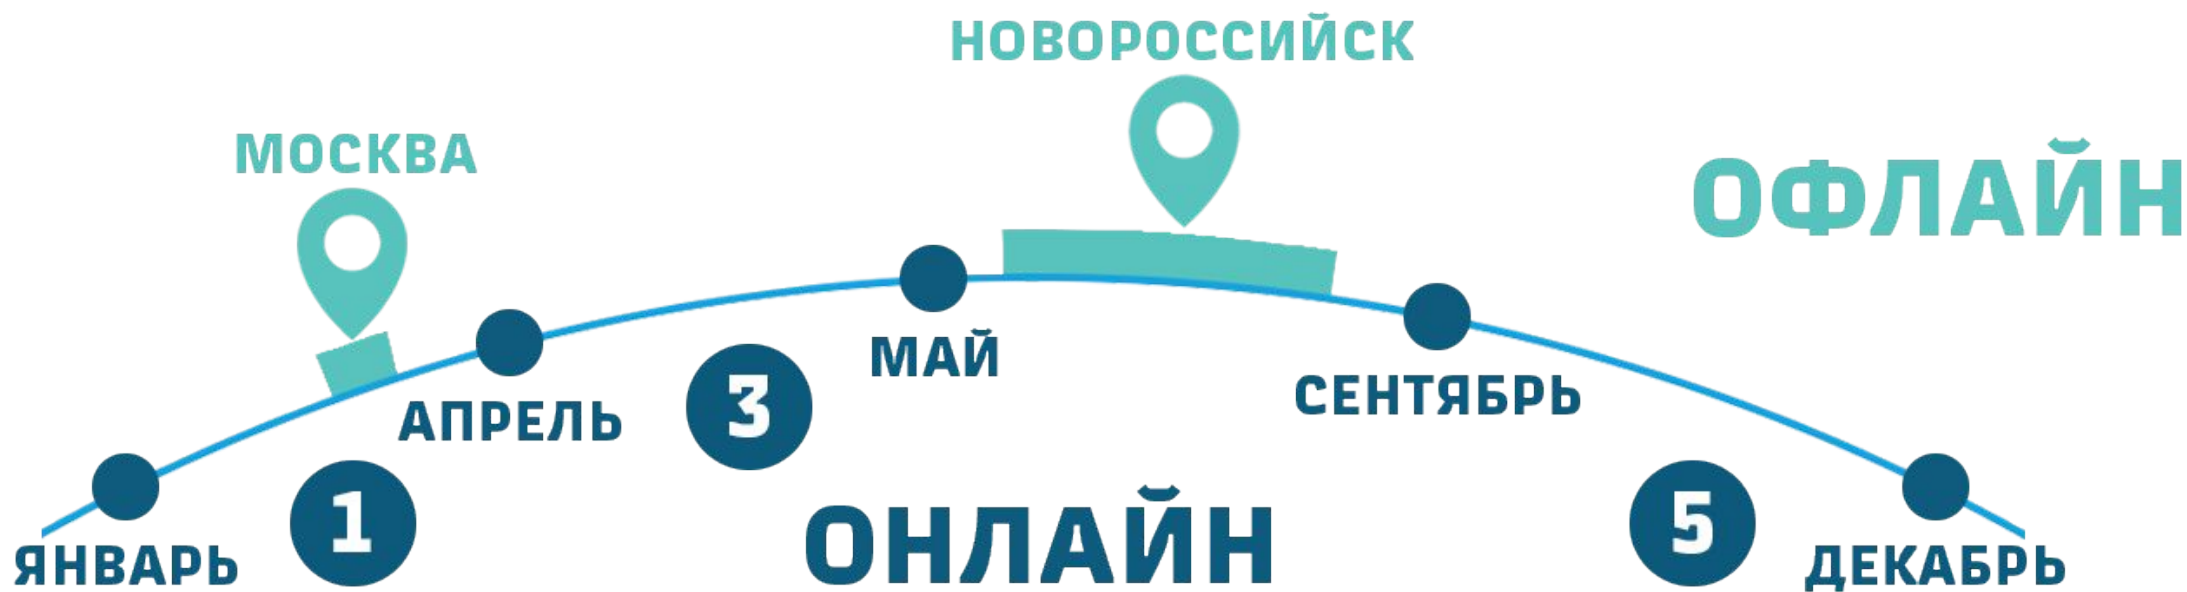 НОВОРОССИЙСК
МОСКВА
ОФЛАЙН
МАЙ
АПРЕЛЬ
3
СЕНТЯБРЬ
ЯНВАРЬ
1
ОНЛАЙН
5
ДЕКАБРЬ